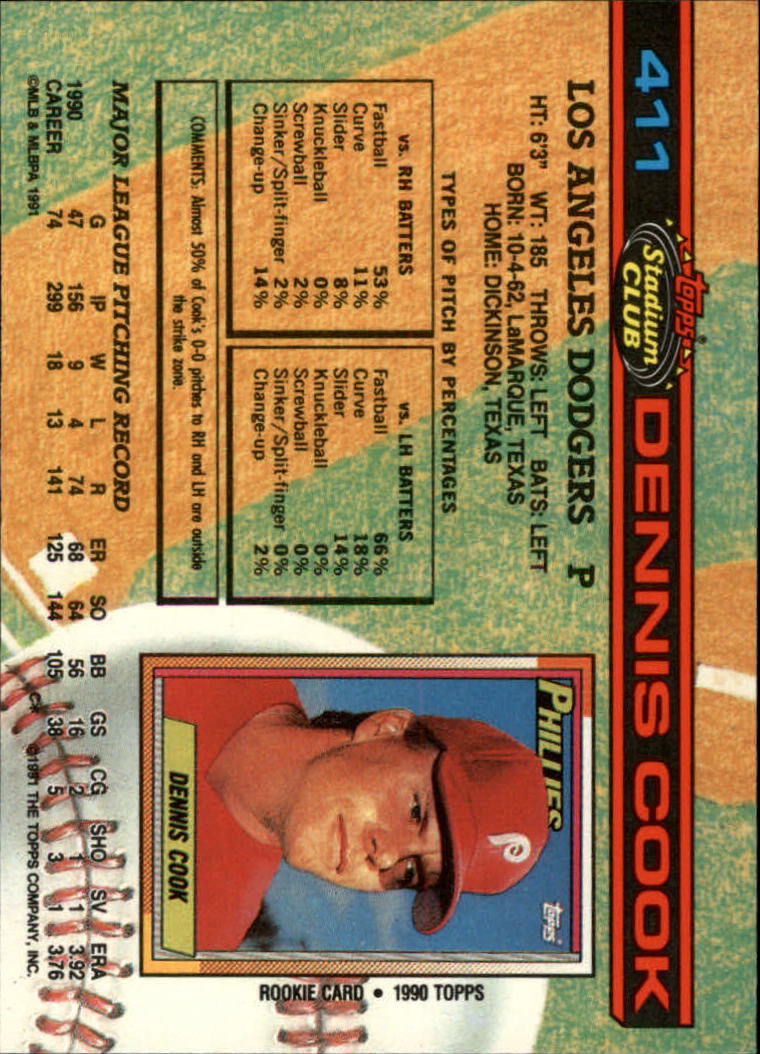 411
topps®
Stadium
CLUB
DENNIS COOK
LOS ANGELES DODGERS P
HT: 6'3" WT: 185 THROWS: LEFT BATS: LEFT
BORN: 10-4-62, LaMARQUE, TEXAS
HOME: DICKINSON, TEXAS
TYPES OF PITCH BY PERCENTAGES
vs. RH BATTERS
Fastball 53%
Curve 11%
Slider 8%
Knuckleball 0%
Screwball 2%
Sinker/Split-finger 2%
Change-up 14%
vs. LH BATTERS
Fastball 66%
Curve 18%
Slider 14%
Knuckleball 0%
Screwball 0%
Sinker/Split-finger 0%
Change-up 2%
COMMENTS: Almost 50% of Cook's 0-0 pitches to RH and LH are outside
the strike zone.
PHILLIES
P
topps®
DENNIS COOK
ROOKIE CARD • 1990 TOPPS
MAJOR LEAGUE PITCHING RECORD
G IP W L R ER SO BB GS CG SHO SV ERA
1990 47 156 9 4 74 68 64 56 16 2 1 1 3.92
CAREER 74 299 18 13 141 125 144 105 38 5 3 1 3.76
©MLB & MLBPA 1991
C* ©1991 THE TOPPS COMPANY, INC.